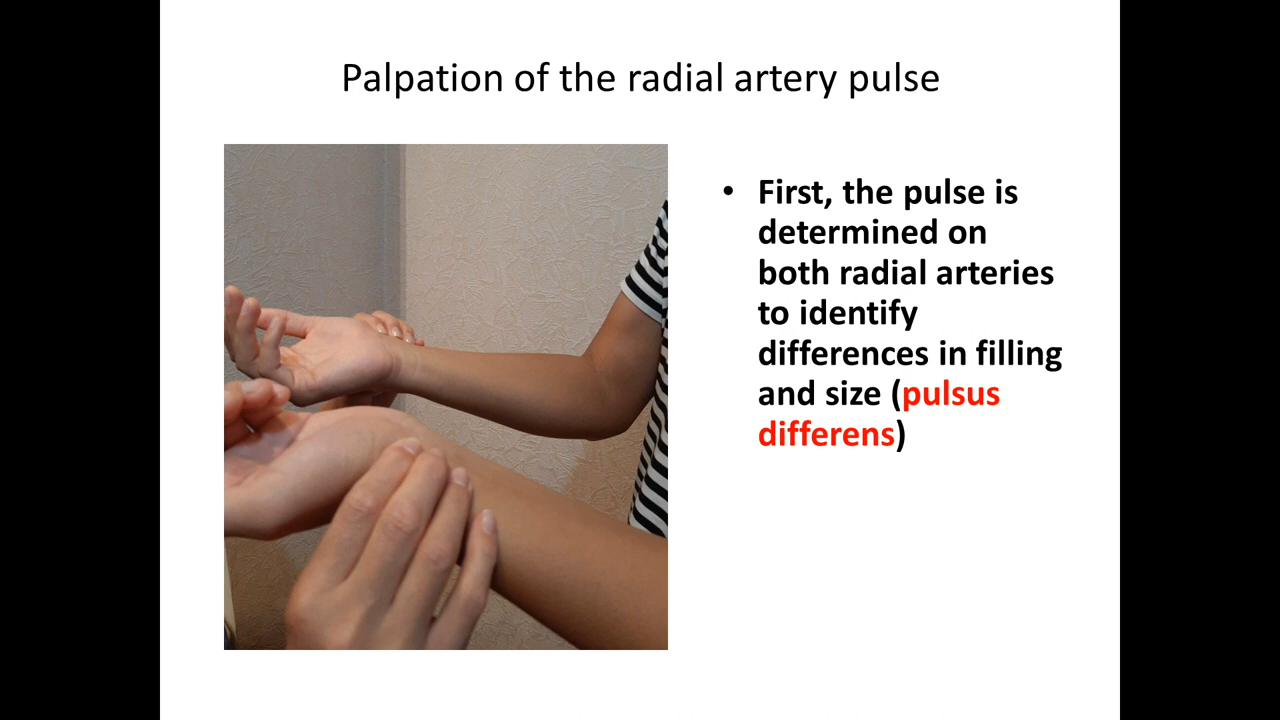 Palpation of the radial artery pulse
• First, the pulse is
determined on
both radial arteries
to identify
differences in filling
and size (pulsus
differens)